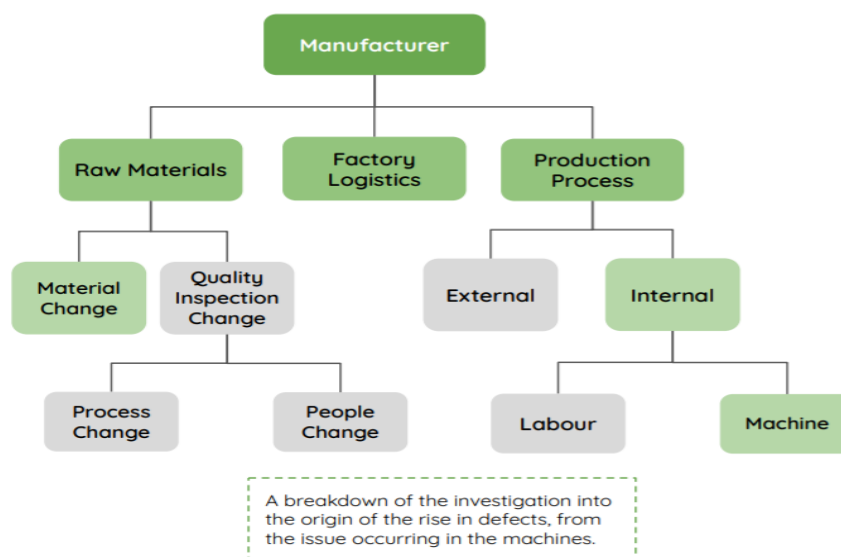 Manufacturer
Raw Materials
Factory
Logistics
Production
Process
Material
Change
Quality
Inspection
Change
External
Internal
Process
Change
People
Change
Labour
Machine
A breakdown of the investigation into
the origin of the rise in defects, from
the issue occurring in the machines.